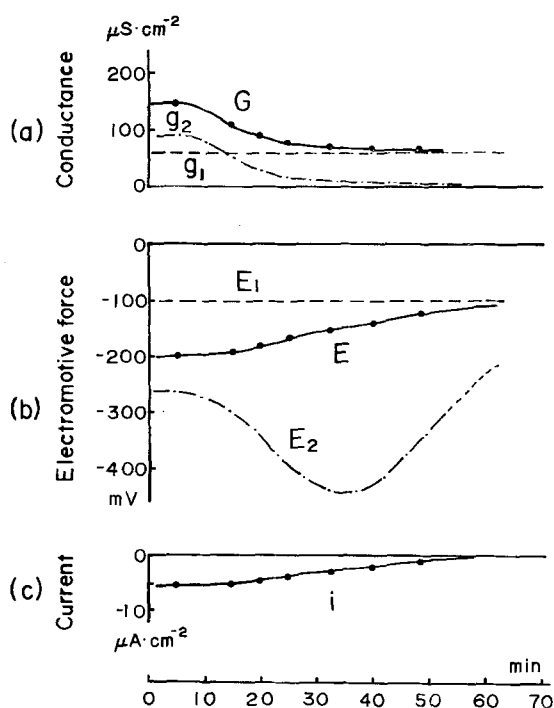 μS·cm⁻²
200
100
0
(a)
Conductance
G
g₂
g₁
0
-100
-200
-300
-400
mV
(b)
Electromotive force
E₁
E
E₂
0
-10
μA·cm⁻²
(c)
Current
i
min
0 10 20 30 40 50 60 70